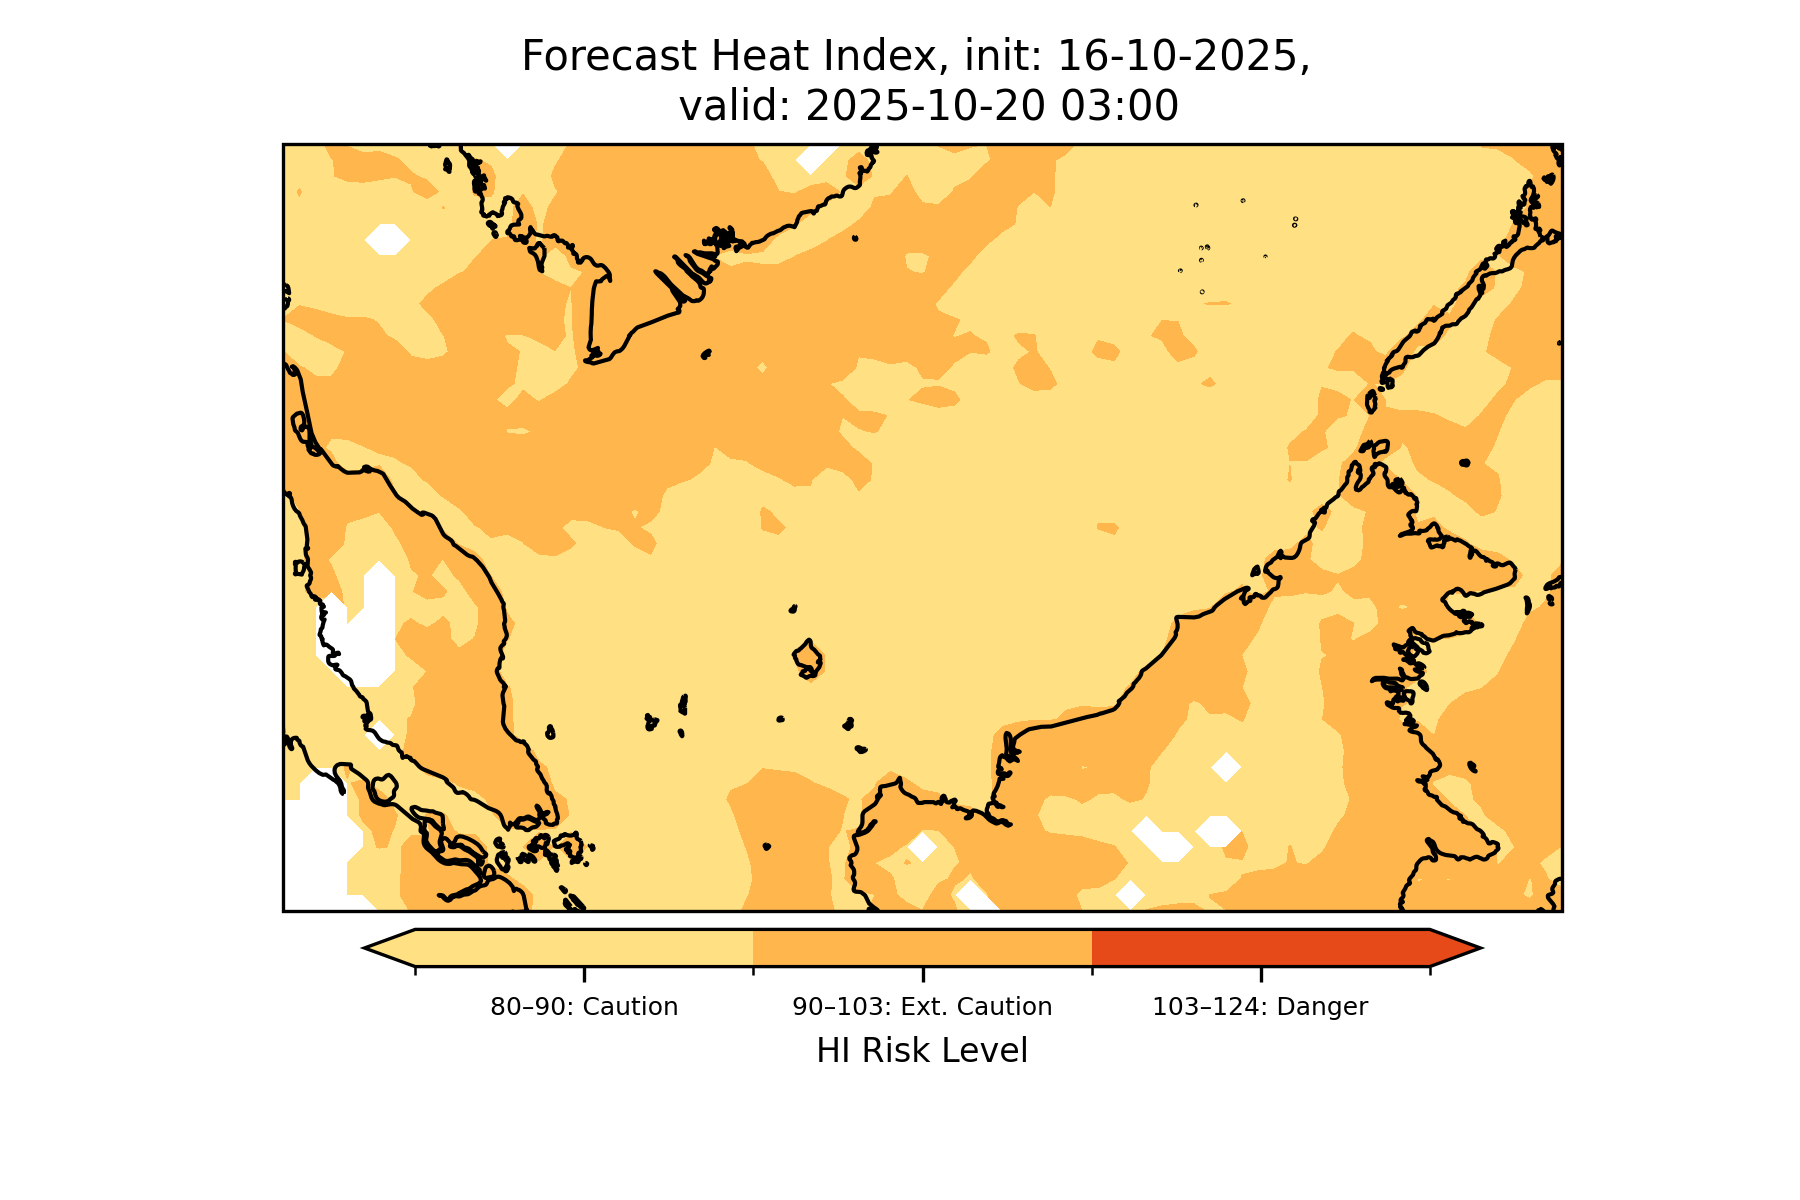 Forecast Heat Index, init: 16-10-2025,
valid: 2025-10-20 03:00
80–90: Caution
90–103: Ext. Caution
103–124: Danger
HI Risk Level